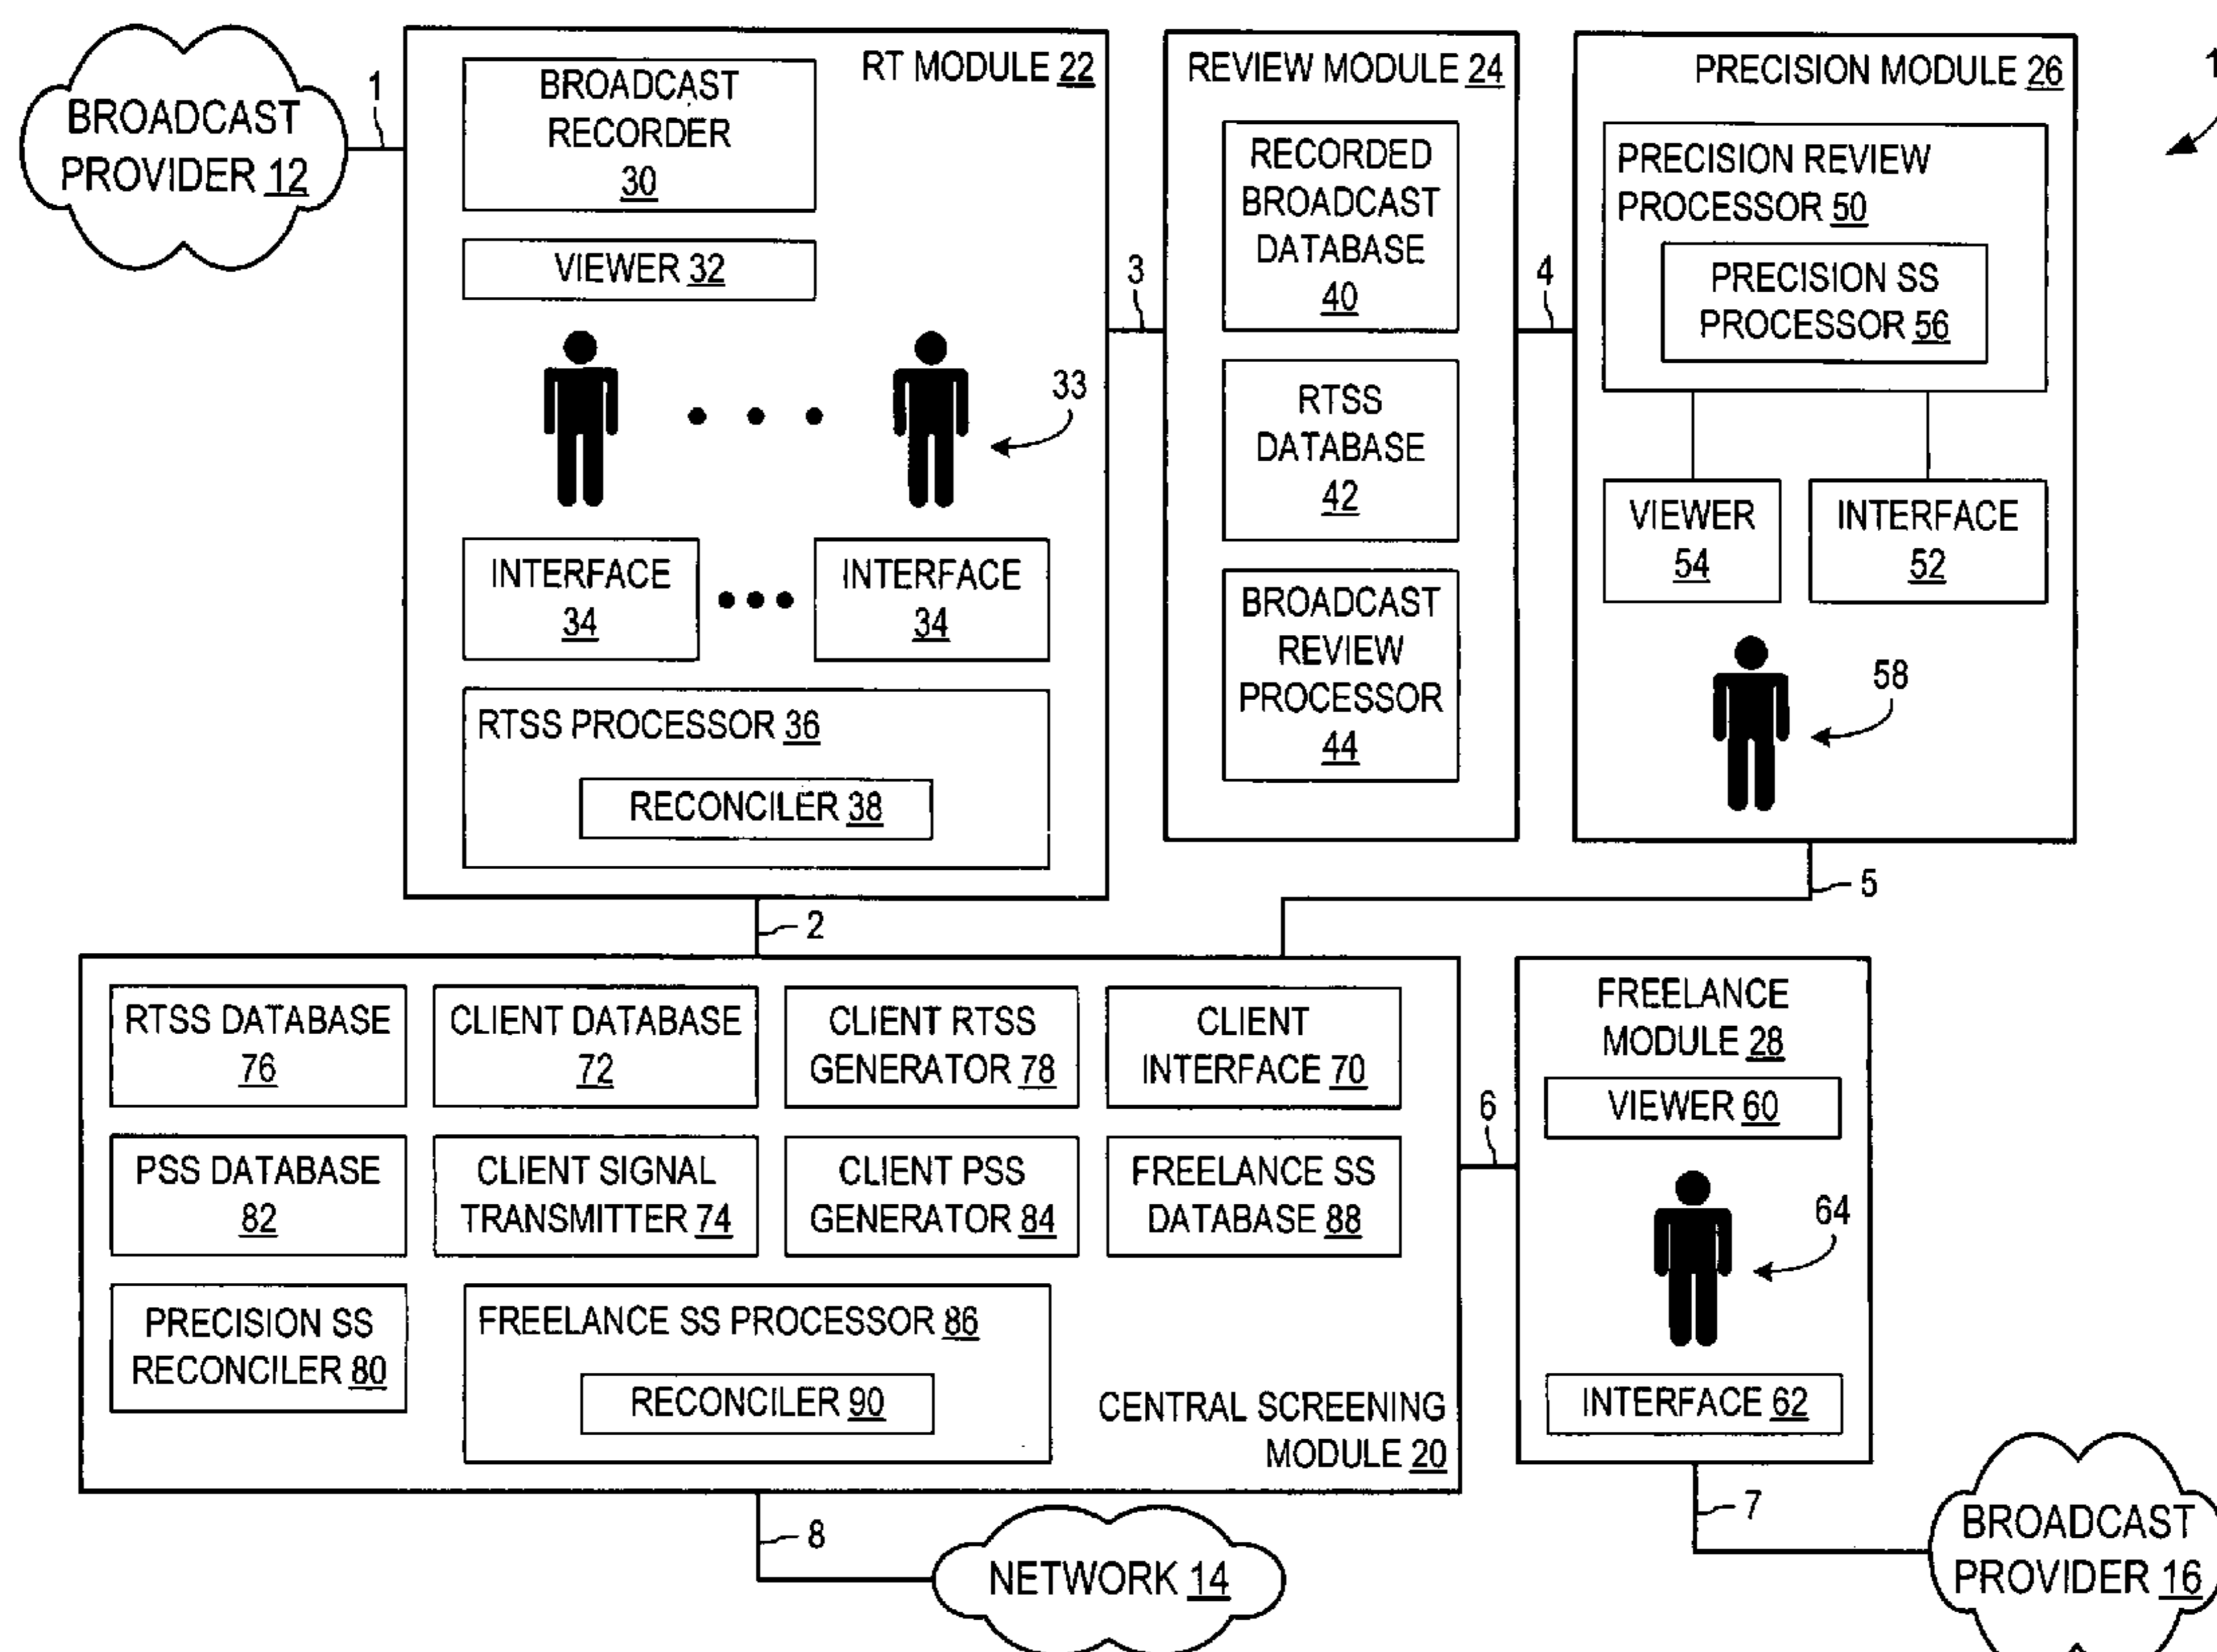 BROADCAST
PROVIDER 12
1
RT MODULE 22
BROADCAST
RECORDER
30
VIEWER 32
33
INTERFACE
34
INTERFACE
34
RTSS PROCESSOR 36
RECONCILER 38
3
REVIEW MODULE 24
RECORDED
BROADCAST
DATABASE
40
RTSS
DATABASE
42
BROADCAST
REVIEW
PROCESSOR
44
4
PRECISION MODULE 26
PRECISION REVIEW
PROCESSOR 50
PRECISION SS
PROCESSOR 56
VIEWER
54
INTERFACE
52
58
5
2
RTSS DATABASE
76
CLIENT DATABASE
72
CLIENT RTSS
GENERATOR 78
CLIENT
INTERFACE 70
PSS DATABASE
82
CLIENT SIGNAL
TRANSMITTER 74
CLIENT PSS
GENERATOR 84
FREELANCE SS
DATABASE 88
PRECISION SS
RECONCILER 80
FREELANCE SS PROCESSOR 86
RECONCILER 90
CENTRAL SCREENING
MODULE 20
6
FREELANCE
MODULE 28
VIEWER 60
64
INTERFACE 62
7
BROADCAST
PROVIDER 16
8
NETWORK 14